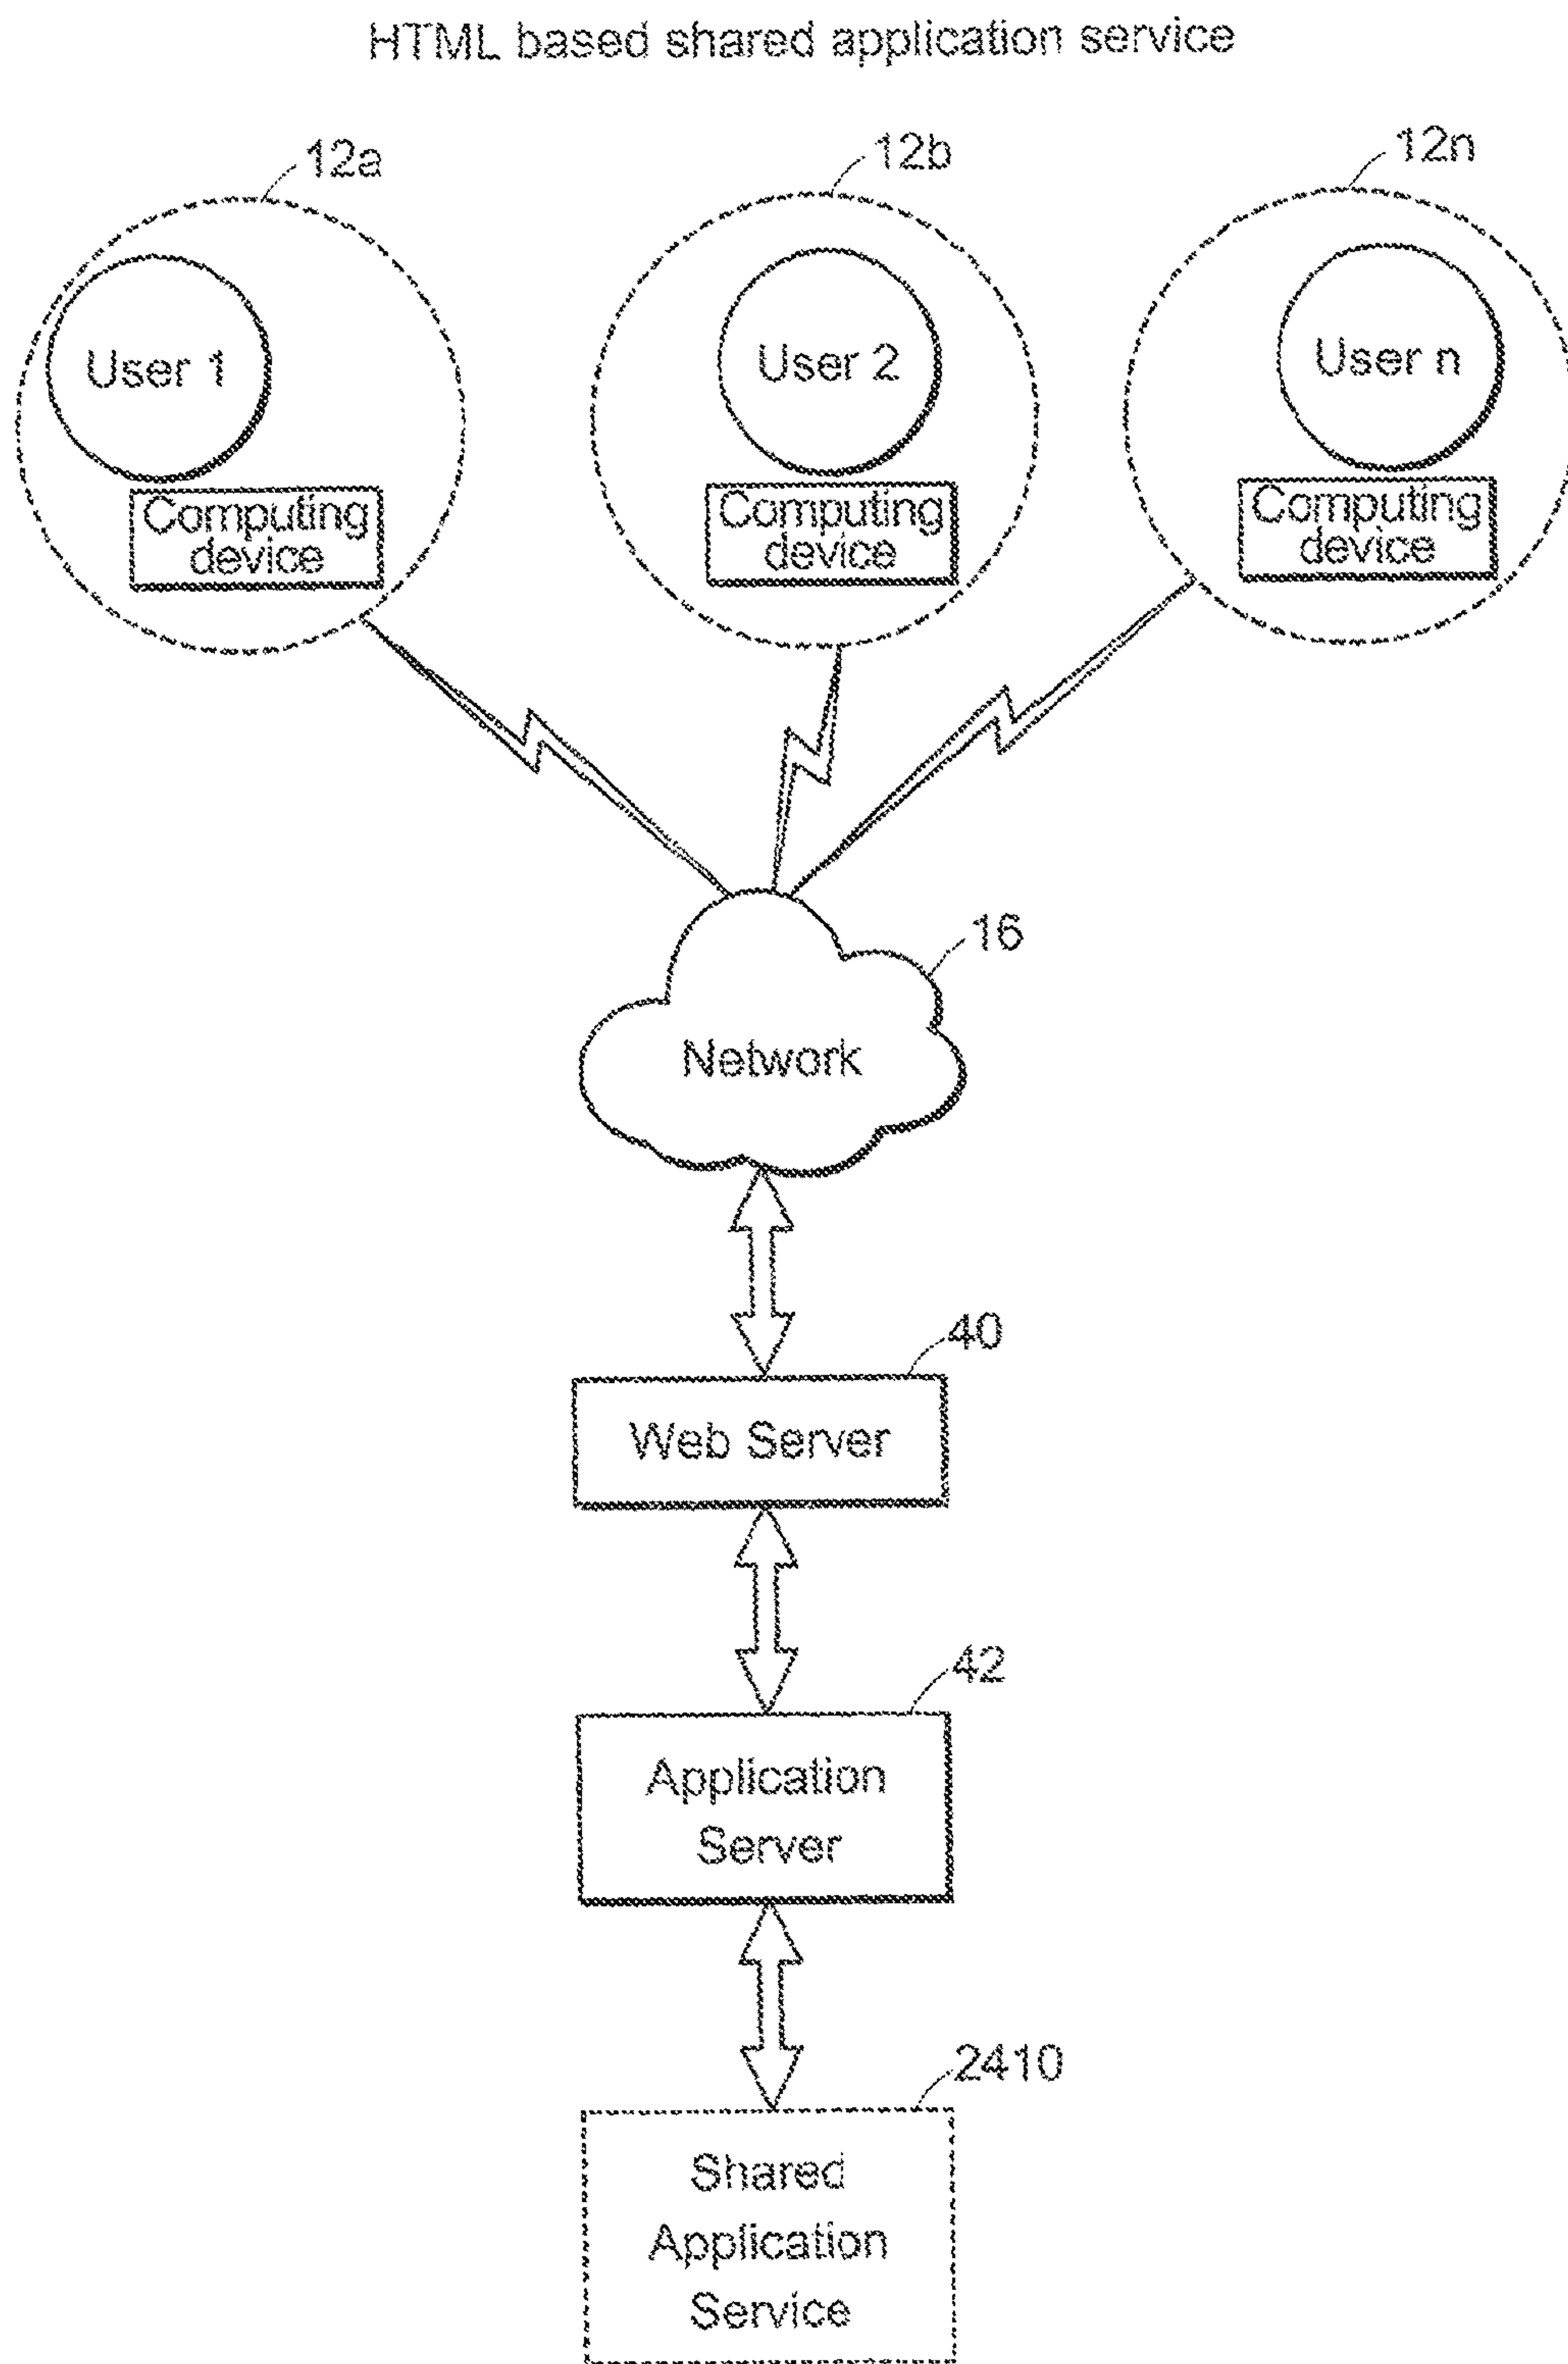 HTML based shared application service
12a
12b
12n
User 1
User 2
User n
Computing
device
Computing
device
Computing
device
16
Network
40
Web Server
42
Application
Server
2410
Shared
Application
Service